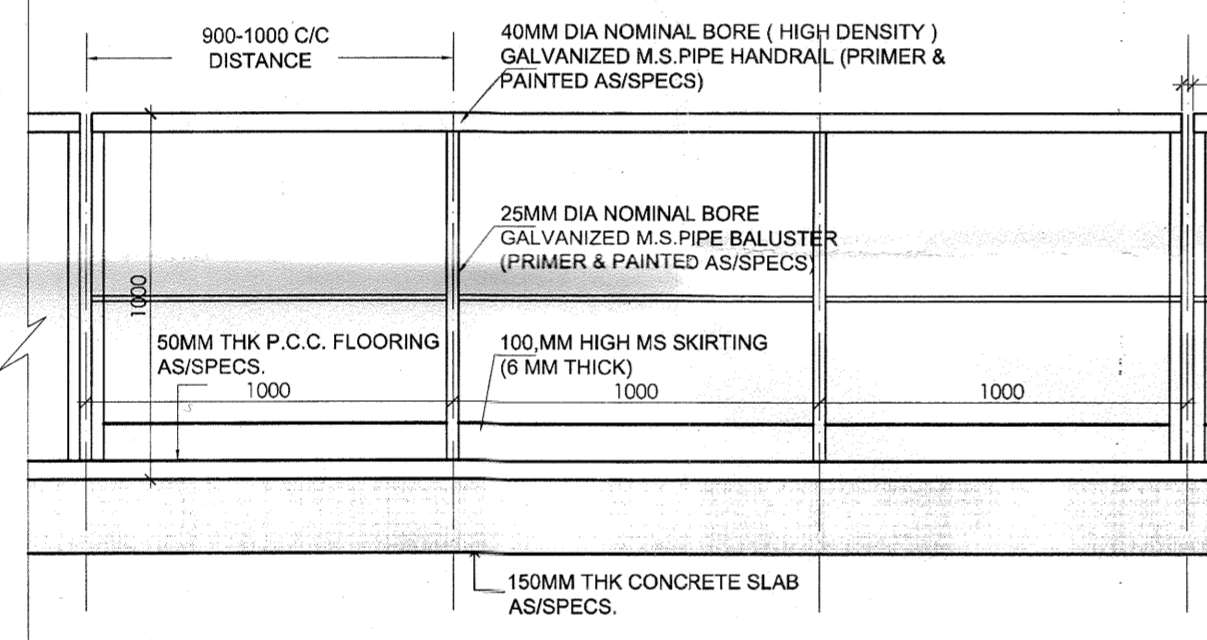 900-1000 C/C
DISTANCE
40MM DIA NOMINAL BORE ( HIGH DENSITY )
GALVANIZED M.S.PIPE HANDRAIL (PRIMER &
PAINTED AS/SPECS)
25MM DIA NOMINAL BORE
GALVANIZED M.S.PIPE BALUSTER
(PRIMER & PAINTED AS/SPECS)
1000
50MM THK P.C.C. FLOORING
AS/SPECS.
100,MM HIGH MS SKIRTING
(6 MM THICK)
1000
1000
1000
150MM THK CONCRETE SLAB
AS/SPECS.